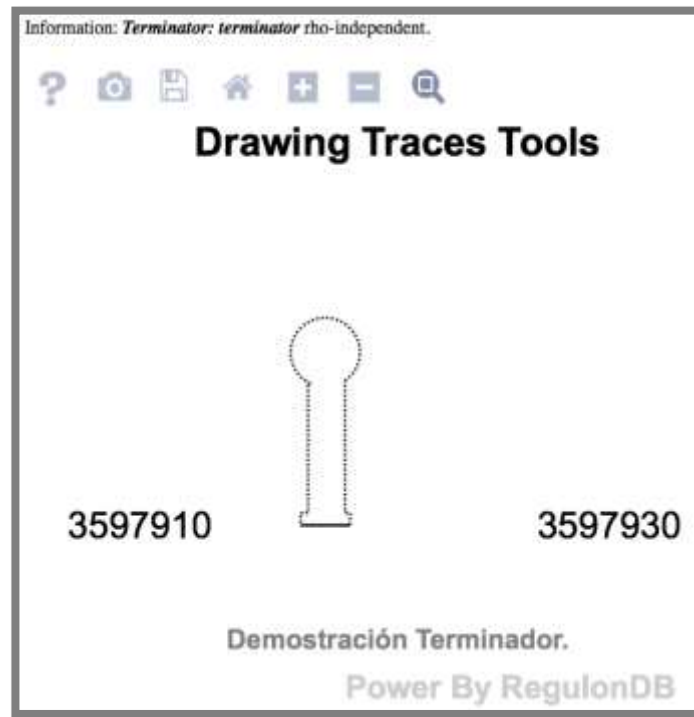 Information: Terminator: terminator rho-independent.
Drawing Traces Tools
3597910 3597930
Demostración Terminador.
Power By RegulonDB